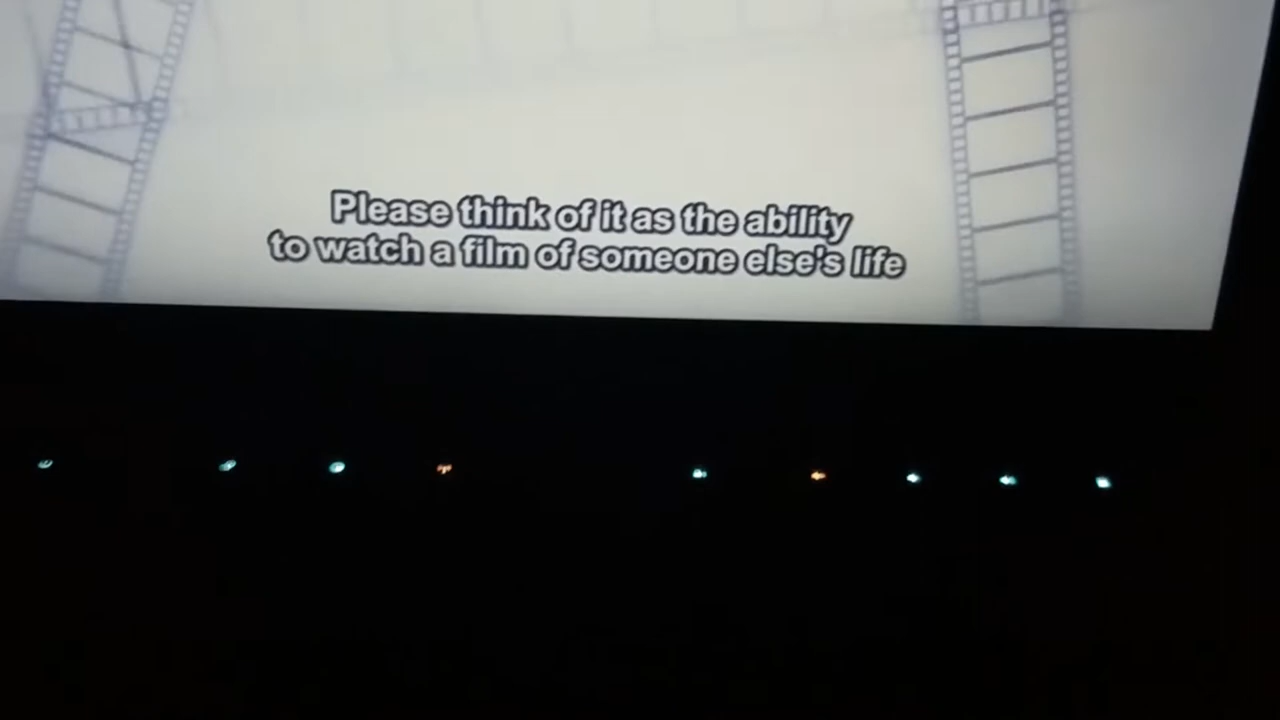 Please think of it as the ability
to watch a film of someone else's life